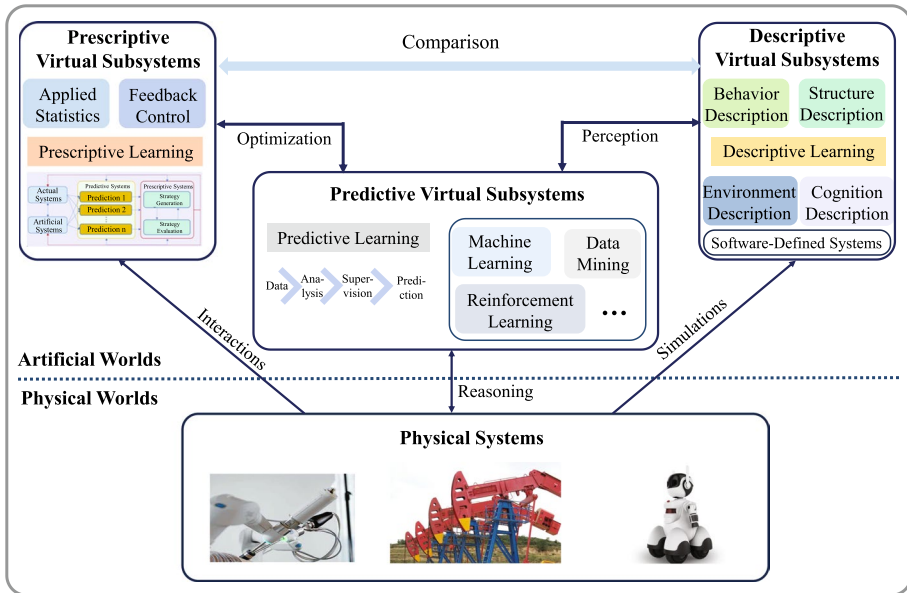 Prescriptive
Virtual Subsystems
Applied
Statistics
Feedback
Control
Prescriptive Learning
Actual
Systems
Artificial
Systems
Predictive Systems
Prediction 1
Prediction 2
Prediction n
Prescriptive Systems
Strategy
Generation
Strategy
Evaluation
Comparison
Descriptive
Virtual Subsystems
Behavior
Description
Structure
Description
Descriptive Learning
Environment
Description
Cognition
Description
Software-Defined Systems
Optimization
Perception
Predictive Virtual Subsystems
Predictive Learning
Data
Ana-
lysis
Super-
vision
Predi-
ction
Machine
Learning
Data
Mining
Reinforcement
Learning
...
Interactions
Simulations
Artificial Worlds
Reasoning
Physical Worlds
Physical Systems